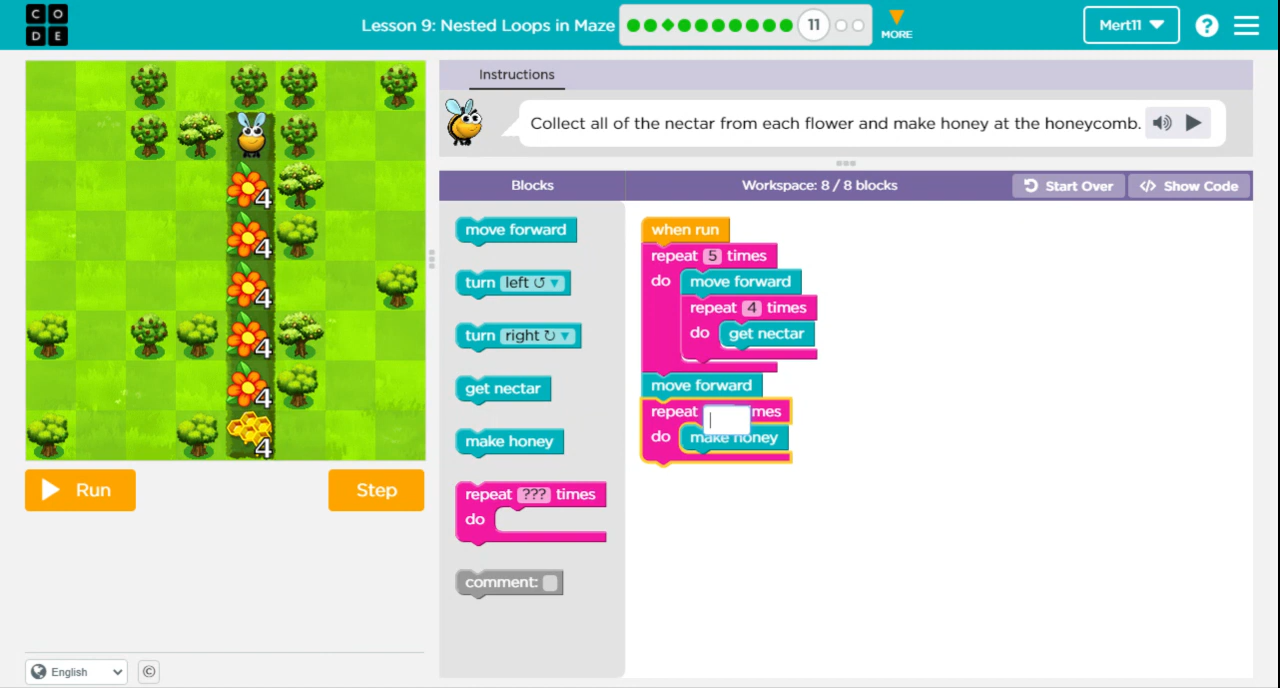 C O
D E
Lesson 9: Nested Loops in Maze
11
MORE
Mert11
?
Instructions
Collect all of the nectar from each flower and make honey at the honeycomb.
Blocks
Workspace: 8 / 8 blocks
Start Over
</> Show Code
4
4
4
4
4
4
Run
Step
move forward
turn left ↺ ▼
turn right ↻ ▼
get nectar
make honey
repeat ??? times
do
comment:
when run
repeat 5 times
do move forward
repeat 4 times
do get nectar
move forward
repeat mes
do make honey
English
©